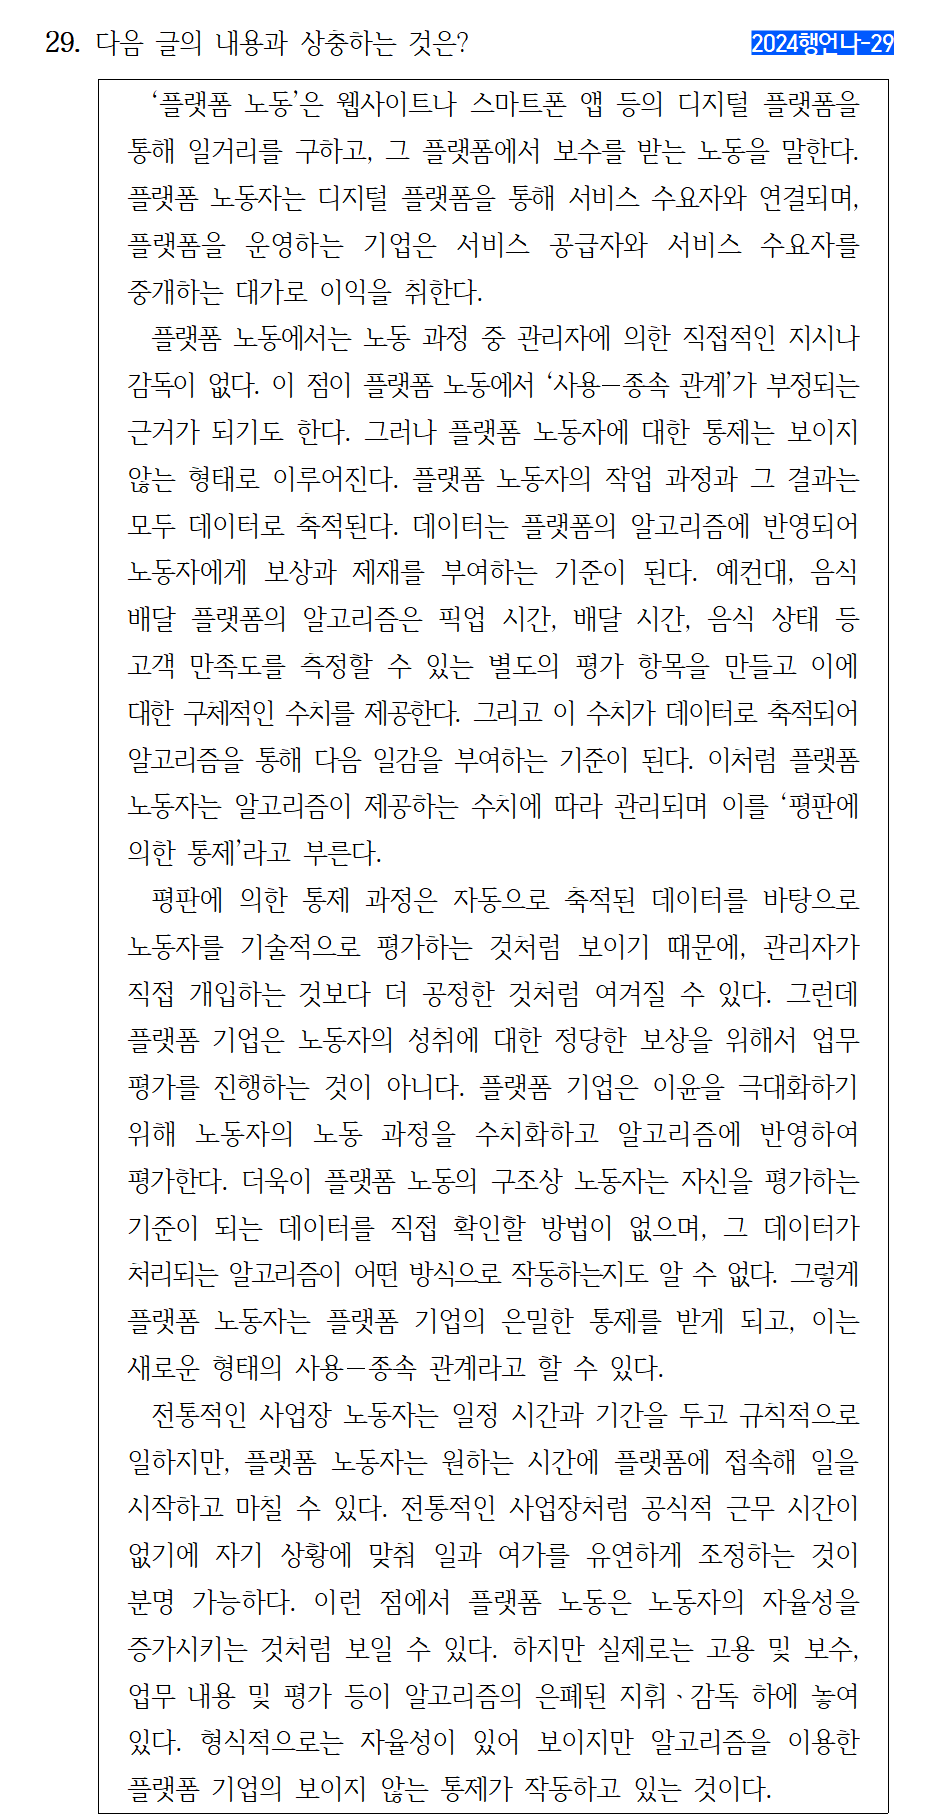 29. 다음 글의 내용과 상충하는 것은?
2024행언나-29
‘플랫폼 노동’은 웹사이트나 스마트폰 앱 등의 디지털 플랫폼을
통해 일거리를 구하고, 그 플랫폼에서 보수를 받는 노동을 말한다.
플랫폼 노동자는 디지털 플랫폼을 통해 서비스 수요자와 연결되며,
플랫폼을 운영하는 기업은 서비스 공급자와 서비스 수요자를
중개하는 대가로 이익을 취한다.
플랫폼 노동에서는 노동 과정 중 관리자에 의한 직접적인 지시나
감독이 없다. 이 점이 플랫폼 노동에서 ‘사용－종속 관계’가 부정되는
근거가 되기도 한다. 그러나 플랫폼 노동자에 대한 통제는 보이지
않는 형태로 이루어진다. 플랫폼 노동자의 작업 과정과 그 결과는
모두 데이터로 축적된다. 데이터는 플랫폼의 알고리즘에 반영되어
노동자에게 보상과 제재를 부여하는 기준이 된다. 예컨대, 음식
배달 플랫폼의 알고리즘은 픽업 시간, 배달 시간, 음식 상태 등
고객 만족도를 측정할 수 있는 별도의 평가 항목을 만들고 이에
대한 구체적인 수치를 제공한다. 그리고 이 수치가 데이터로 축적되어
알고리즘을 통해 다음 일감을 부여하는 기준이 된다. 이처럼 플랫폼
노동자는 알고리즘이 제공하는 수치에 따라 관리되며 이를 ‘평판에
의한 통제’라고 부른다.
평판에 의한 통제 과정은 자동으로 축적된 데이터를 바탕으로
노동자를 기술적으로 평가하는 것처럼 보이기 때문에, 관리자가
직접 개입하는 것보다 더 공정한 것처럼 여겨질 수 있다. 그런데
플랫폼 기업은 노동자의 성취에 대한 정당한 보상을 위해서 업무
평가를 진행하는 것이 아니다. 플랫폼 기업은 이윤을 극대화하기
위해 노동자의 노동 과정을 수치화하고 알고리즘에 반영하여
평가한다. 더욱이 플랫폼 노동의 구조상 노동자는 자신을 평가하는
기준이 되는 데이터를 직접 확인할 방법이 없으며, 그 데이터가
처리되는 알고리즘이 어떤 방식으로 작동하는지도 알 수 없다. 그렇게
플랫폼 노동자는 플랫폼 기업의 은밀한 통제를 받게 되고, 이는
새로운 형태의 사용－종속 관계라고 할 수 있다.
전통적인 사업장 노동자는 일정 시간과 기간을 두고 규칙적으로
일하지만, 플랫폼 노동자는 원하는 시간에 플랫폼에 접속해 일을
시작하고 마칠 수 있다. 전통적인 사업장처럼 공식적 근무 시간이
없기에 자기 상황에 맞춰 일과 여가를 유연하게 조정하는 것이
분명 가능하다. 이런 점에서 플랫폼 노동은 노동자의 자율성을
증가시키는 것처럼 보일 수 있다. 하지만 실제로는 고용 및 보수,
업무 내용 및 평가 등이 알고리즘의 은폐된 지휘ㆍ감독 하에 놓여
있다. 형식적으로는 자율성이 있어 보이지만 알고리즘을 이용한
플랫폼 기업의 보이지 않는 통제가 작동하고 있는 것이다.